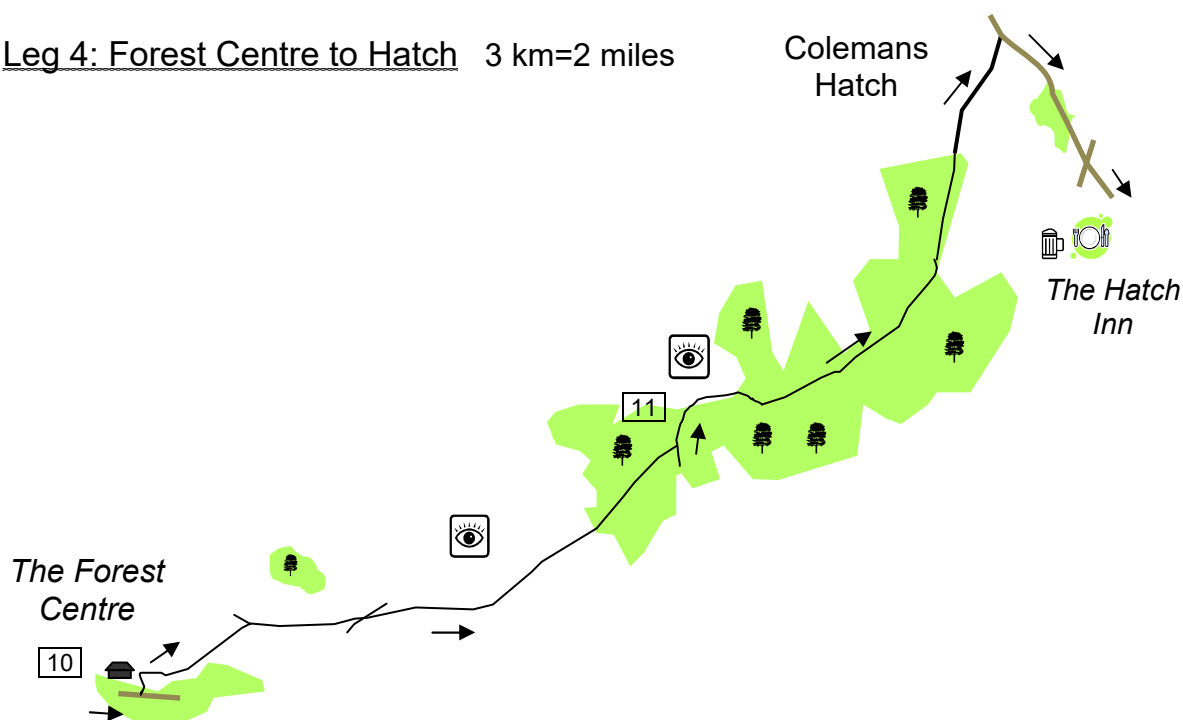 Leg 4: Forest Centre to Hatch 3 km=2 miles
Colemans
Hatch
The Hatch
Inn
11
The Forest
Centre
10